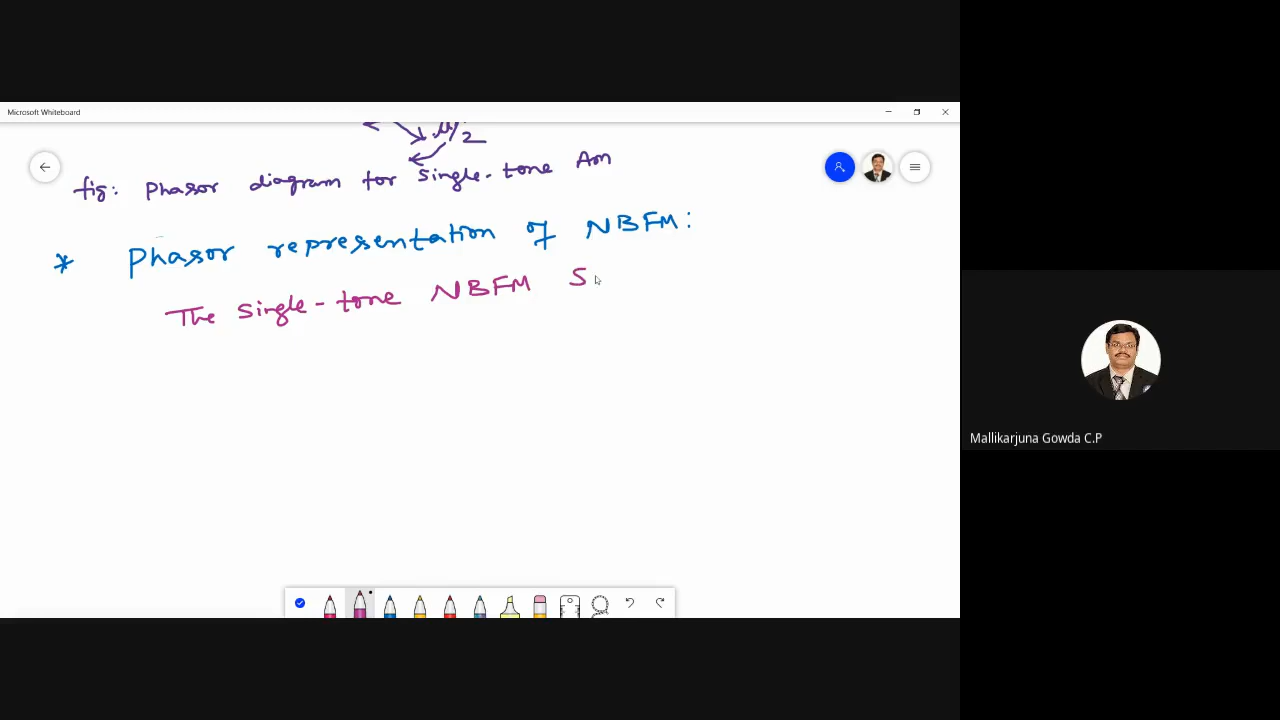 Microsoft Whiteboard
μ/2
fig: Phasor diagram for single-tone Am
* Phasor representation of NBFM:
The single-tone NBFM S
Mallikarjuna Gowda C.P